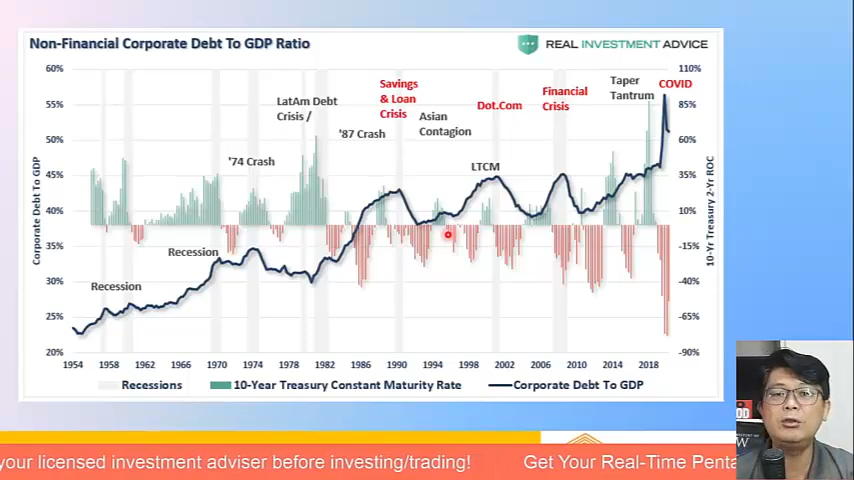 Non-Financial Corporate Debt To GDP Ratio
REAL INVESTMENT ADVICE
60%
55%
50%
45%
40%
35%
30%
25%
20%
Corporate Debt To GDP
110%
85%
60%
35%
10%
-15%
-40%
-65%
-90%
10-Yr Treasury 2-Yr ROC
Recession
Recession
'74 Crash
LatAm Debt
Crisis /
'87 Crash
Savings
& Loan
Crisis
Asian
Contagion
LTCM
Dot.Com
Financial
Crisis
Taper
Tantrum
COVID
1954 1958 1962 1966 1970 1974 1978 1982 1986 1990 1994 1998 2002 2006 2010 2014 2018
Recessions 10-Year Treasury Constant Maturity Rate Corporate Debt To GDP
your licensed investment adviser before investing/trading! Get Your Real-Time Penta